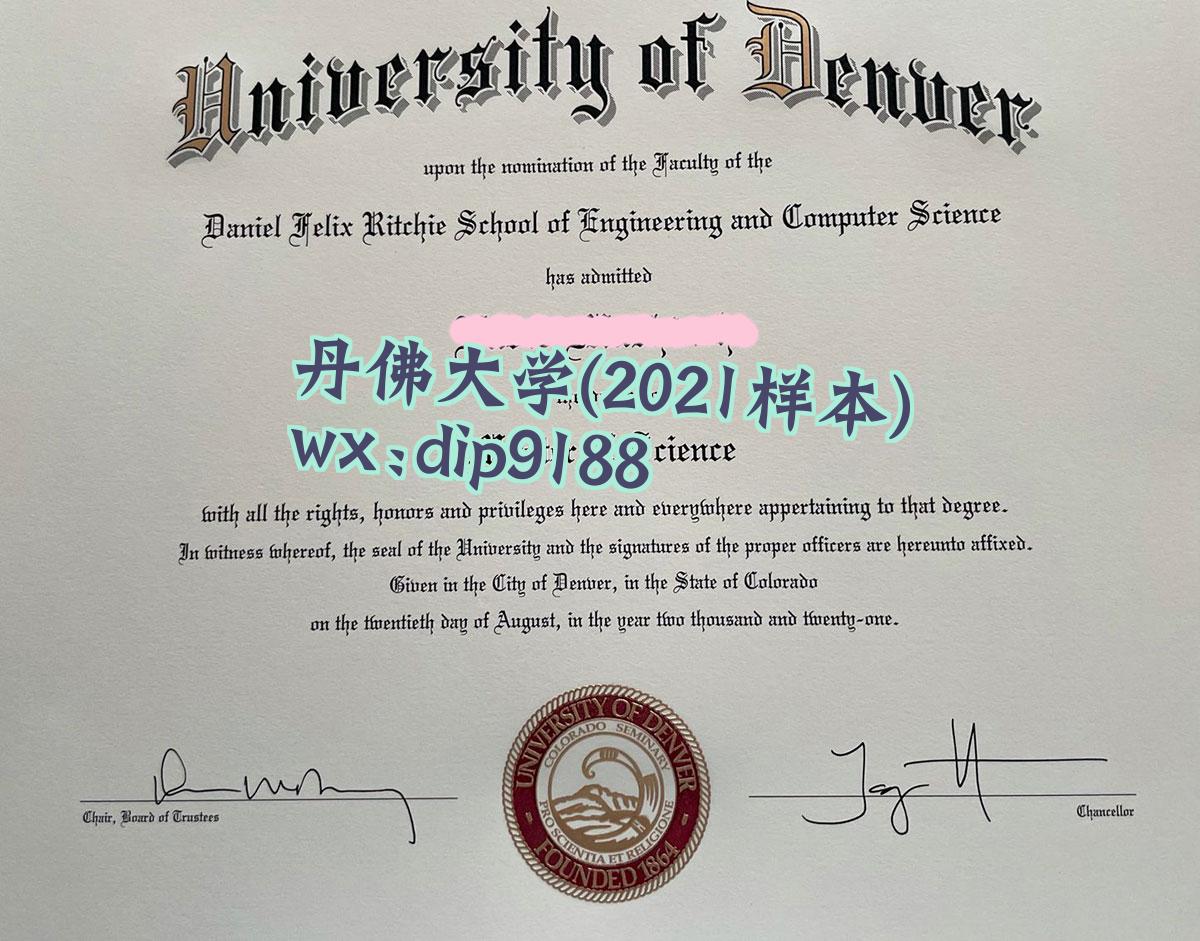 University of Denver
upon the nomination of the Faculty of the
Daniel Felix Ritchie School of Engineering and Computer Science
has admitted
丹佛大学(2021样本)
wx:dip9188
Science
with all the rights, honors and privileges here and everywhere appertaining to that degree.
In witness whereof, the seal of the University and the signatures of the proper officers are hereunto affixed.
Given in the City of Denver, in the State of Colorado
on the twentieth day of August, in the year two thousand and twenty-one.
Chair, Board of Trustees
UNIVERSITY OF DENVER
COLORADO SEMINARY
PRO SCIENTIA ET RELIGIONE
FOUNDED 1864
Chancellor